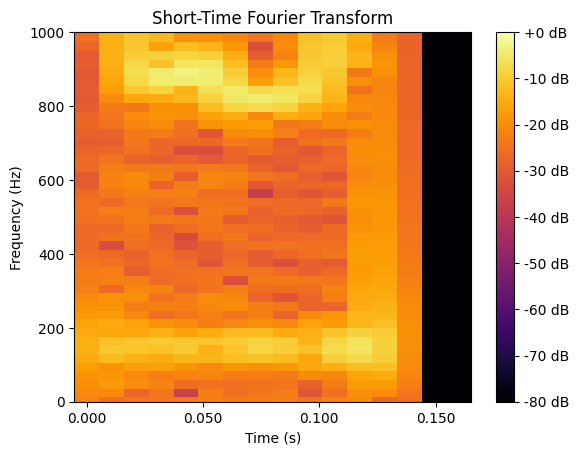 Short-Time Fourier Transform
1000
800
600
400
200
0
Frequency (Hz)
0.000
0.050
0.100
0.150
Time (s)
+0 dB
-10 dB
-20 dB
-30 dB
-40 dB
-50 dB
-60 dB
-70 dB
-80 dB